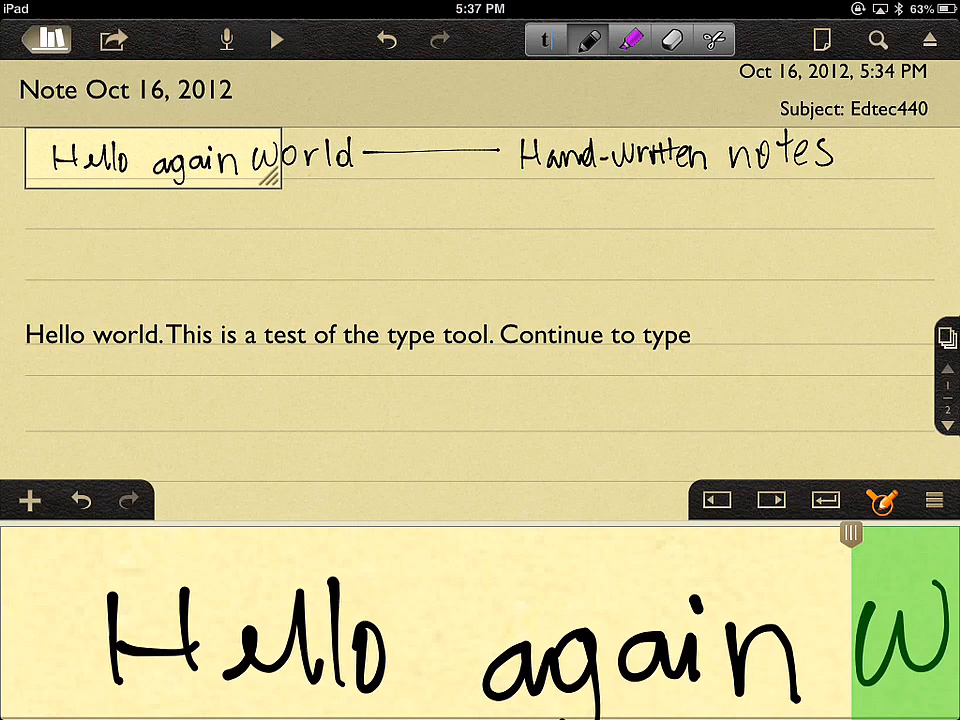 iPad 5:37 PM 63%
t
Note Oct 16, 2012
Oct 16, 2012, 5:34 PM
Subject: Edtec440
Hello again World — Hand-written notes
Hello world. This is a test of the type tool. Continue to type
1
2
Hello again W